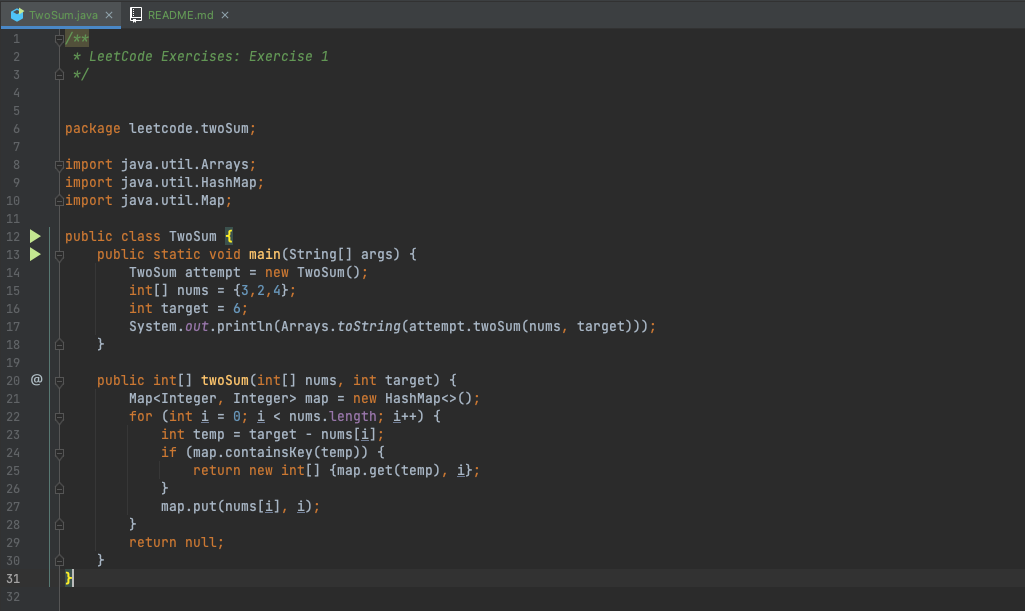 TwoSum.java × README.md ×
1 /**
2  * LeetCode Exercises: Exercise 1
3  */
4
5
6 package leetcode.twoSum;
7
8 import java.util.Arrays;
9 import java.util.HashMap;
10 import java.util.Map;
11
12 public class TwoSum {
13     public static void main(String[] args) {
14         TwoSum attempt = new TwoSum();
15         int[] nums = {3,2,4};
16         int target = 6;
17         System.out.println(Arrays.toString(attempt.twoSum(nums, target)));
18     }
19
20 @     public int[] twoSum(int[] nums, int target) {
21         Map<Integer, Integer> map = new HashMap<>();
22         for (int i = 0; i < nums.length; i++) {
23             int temp = target - nums[i];
24             if (map.containsKey(temp)) {
25                 return new int[] {map.get(temp), i};
26             }
27             map.put(nums[i], i);
28         }
29         return null;
30     }
31 }
32